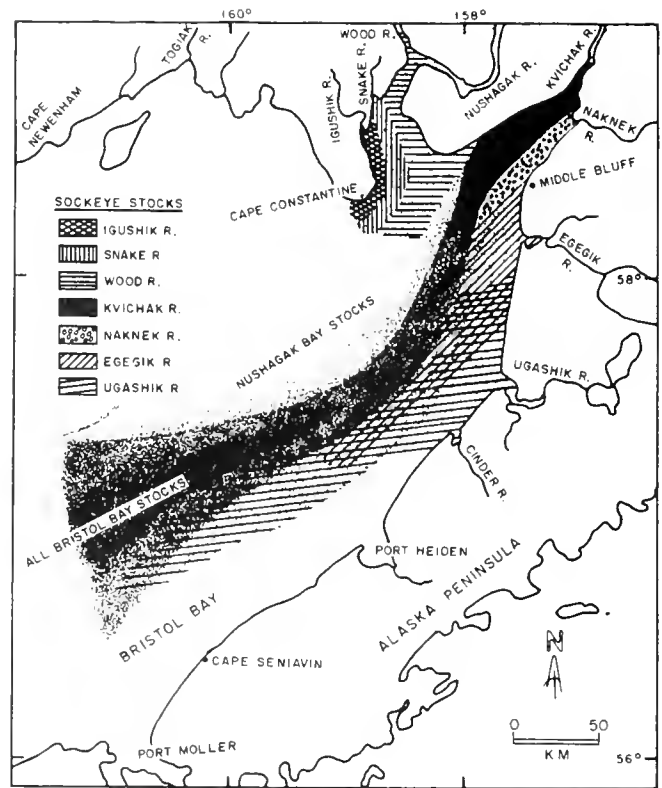 160°
158°
WOOD R.
TOGIAK R.
SNAKE R.
KVICHAK R.
NUSHAGAK R.
CAPE NEWENHAM
IGUSHIK R.
NAKNEK R.
MIDDLE BLUFF
SOCKEYE STOCKS
CAPE CONSTANTINE
IGUSHIK R.
SNAKE R
WOOD R.
KVICHAK R.
NAKNEK R.
EGEGIK R
UGASHIK R
EGEGIK R.
58°
NUSHAGAK BAY STOCKS
UGASHIK R.
CINDER R.
ALL BRISTOL BAY STOCKS
PORT HEIDEN
BRISTOL BAY
ALASKA PENINSULA
N
CAPE SENIAVIN
0 50
KM
PORT MOLLER
56°